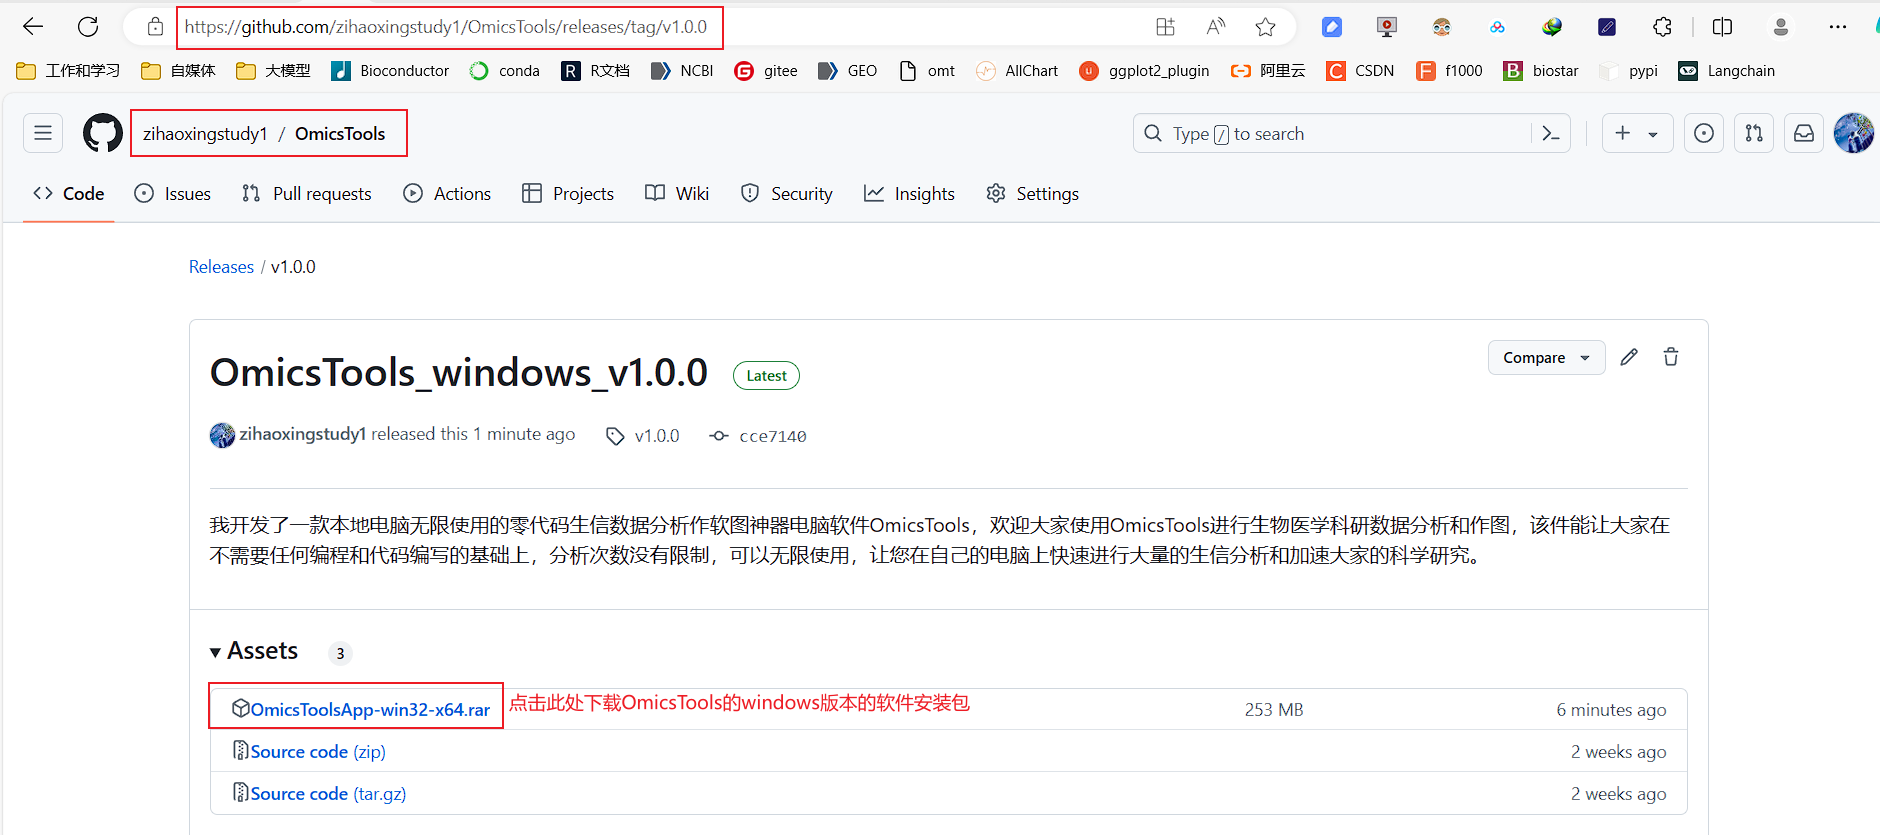 https://github.com/zihaoxingstudy1/OmicsTools/releases/tag/v1.0.0
工作和学习 自媒体 大模型 Bioconductor conda R文档 NCBI gitee GEO omt AllChart ggplot2_plugin 阿里云 CSDN f1000 biostar pypi Langchain
zihaoxingstudy1 / OmicsTools Type / to search
Code Issues Pull requests Actions Projects Wiki Security Insights Settings
Releases / v1.0.0
OmicsTools_windows_v1.0.0 Latest Compare
zihaoxingstudy1 released this 1 minute ago v1.0.0 cce7140
我开发了一款本地电脑无限使用的零代码生信数据分析作软图神器电脑软件OmicsTools，欢迎大家使用OmicsTools进行生物医学科研数据分析和作图，该件能让大家在
不需要任何编程和代码编写的基础上，分析次数没有限制，可以无限使用，让您在自己的电脑上快速进行大量的生信分析和加速大家的科学研究。
Assets 3
OmicsToolsApp-win32-x64.rar 点击此处下载OmicsTools的windows版本的软件安装包 253 MB 6 minutes ago
Source code (zip) 2 weeks ago
Source code (tar.gz) 2 weeks ago